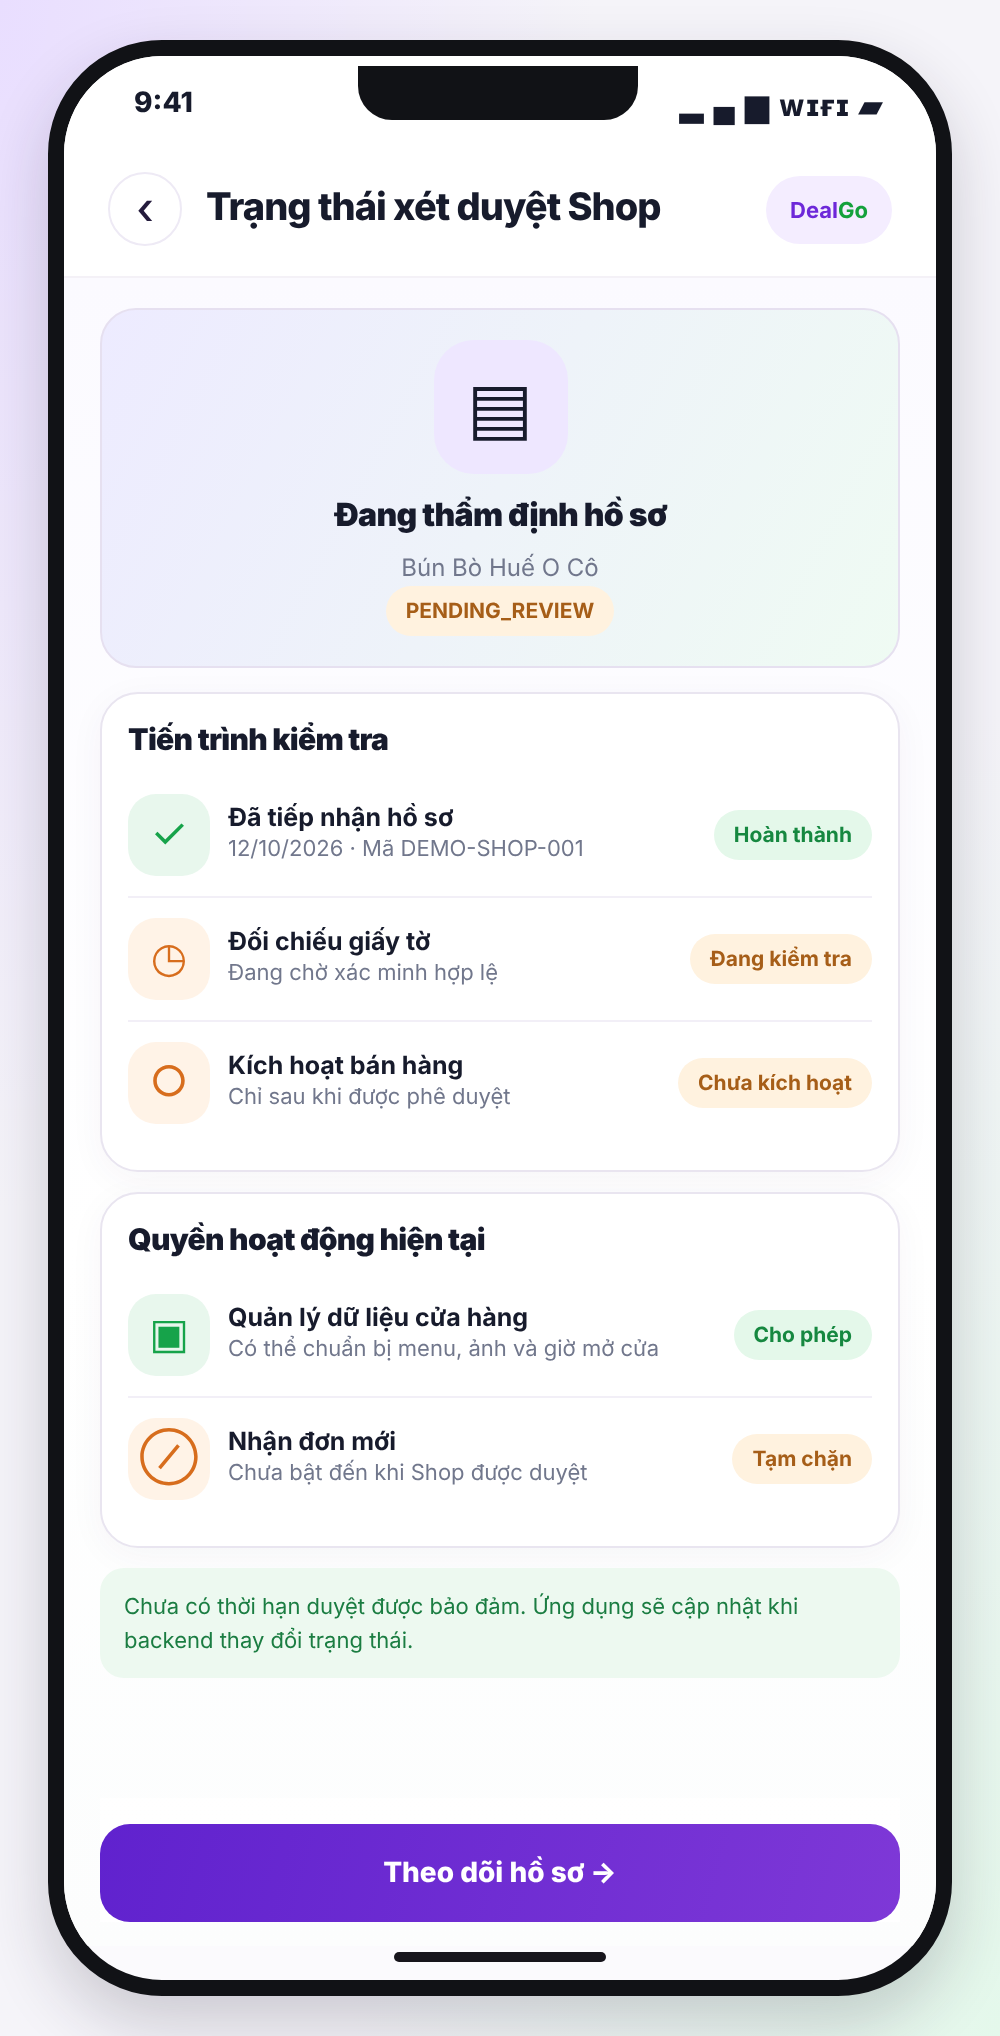 9:41
WIFI
Trạng thái xét duyệt Shop
DealGo
Đang thẩm định hồ sơ
Bún Bò Huế O Cô
PENDING_REVIEW
Tiến trình kiểm tra
Đã tiếp nhận hồ sơ
12/10/2026 · Mã DEMO-SHOP-001
Hoàn thành
Đối chiếu giấy tờ
Đang chờ xác minh hợp lệ
Đang kiểm tra
Kích hoạt bán hàng
Chỉ sau khi được phê duyệt
Chưa kích hoạt
Quyền hoạt động hiện tại
Quản lý dữ liệu cửa hàng
Có thể chuẩn bị menu, ảnh và giờ mở cửa
Cho phép
Nhận đơn mới
Chưa bật đến khi Shop được duyệt
Tạm chặn
Chưa có thời hạn duyệt được bảo đảm. Ứng dụng sẽ cập nhật khi
backend thay đổi trạng thái.
Theo dõi hồ sơ →